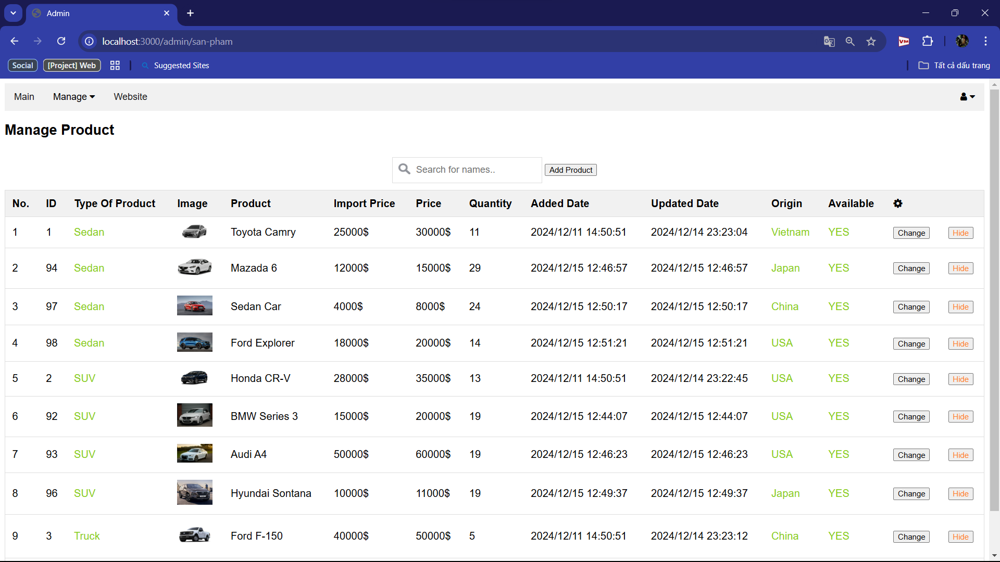 Admin
localhost:3000/admin/san-pham
VM
Social [Project] Web Suggested Sites Tất cả dấu trang
Main Manage Website
Manage Product
Search for names.. Add Product
No. ID Type Of Product Image Product Import Price Price Quantity Added Date Updated Date Origin Available
1 1 Sedan Toyota Camry 25000$ 30000$ 11 2024/12/11 14:50:51 2024/12/14 23:23:04 Vietnam YES Change Hide
2 94 Sedan Mazada 6 12000$ 15000$ 29 2024/12/15 12:46:57 2024/12/15 12:46:57 Japan YES Change Hide
3 97 Sedan Sedan Car 4000$ 8000$ 24 2024/12/15 12:50:17 2024/12/15 12:50:17 China YES Change Hide
4 98 Sedan Ford Explorer 18000$ 20000$ 14 2024/12/15 12:51:21 2024/12/15 12:51:21 USA YES Change Hide
5 2 SUV Honda CR-V 28000$ 35000$ 13 2024/12/11 14:50:51 2024/12/14 23:22:45 USA YES Change Hide
6 92 SUV BMW Series 3 15000$ 20000$ 19 2024/12/15 12:44:07 2024/12/15 12:44:07 USA YES Change Hide
7 93 SUV Audi A4 50000$ 60000$ 19 2024/12/15 12:46:23 2024/12/15 12:46:23 USA YES Change Hide
8 96 SUV Hyundai Sontana 10000$ 11000$ 19 2024/12/15 12:49:37 2024/12/15 12:49:37 Japan YES Change Hide
9 3 Truck Ford F-150 40000$ 50000$ 5 2024/12/11 14:50:51 2024/12/14 23:23:12 China YES Change Hide